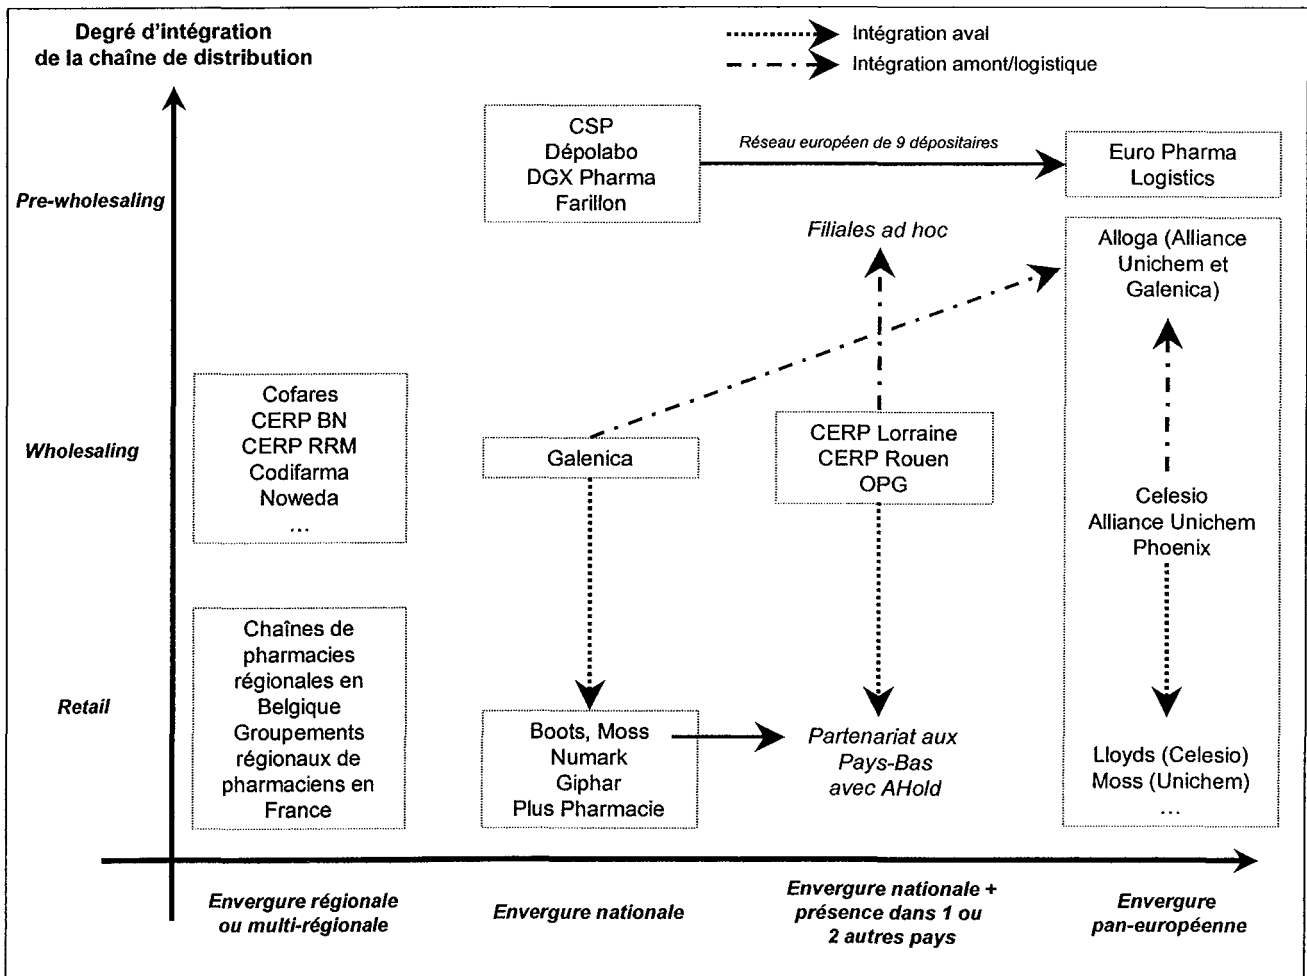 Degré d'intégration
de la chaîne de distribution
Intégration aval
Intégration amont/logistique
CSP
Dépolabo
DGX Pharma
Farillon
Réseau européen de 9 dépositaires
Euro Pharma
Logistics
Pre-wholesaling
Filiales ad hoc
Alloga (Alliance
Unichem et
Galenica)
Cofares
CERP BN
CERP RRM
Codifarma
Noweda
...
Wholesaling
Galenica
CERP Lorraine
CERP Rouen
OPG
Celesio
Alliance Unichem
Phoenix
Chaînes de
pharmacies
régionales en
Belgique
Groupements
régionaux de
pharmaciens en
France
Retail
Boots, Moss
Numark
Giphar
Plus Pharmacie
Partenariat aux
Pays-Bas
avec AHold
Lloyds (Celesio)
Moss (Unichem)
...
Envergure régionale
ou multi-régionale
Envergure nationale
Envergure nationale +
présence dans 1 ou
2 autres pays
Envergure
pan-européenne